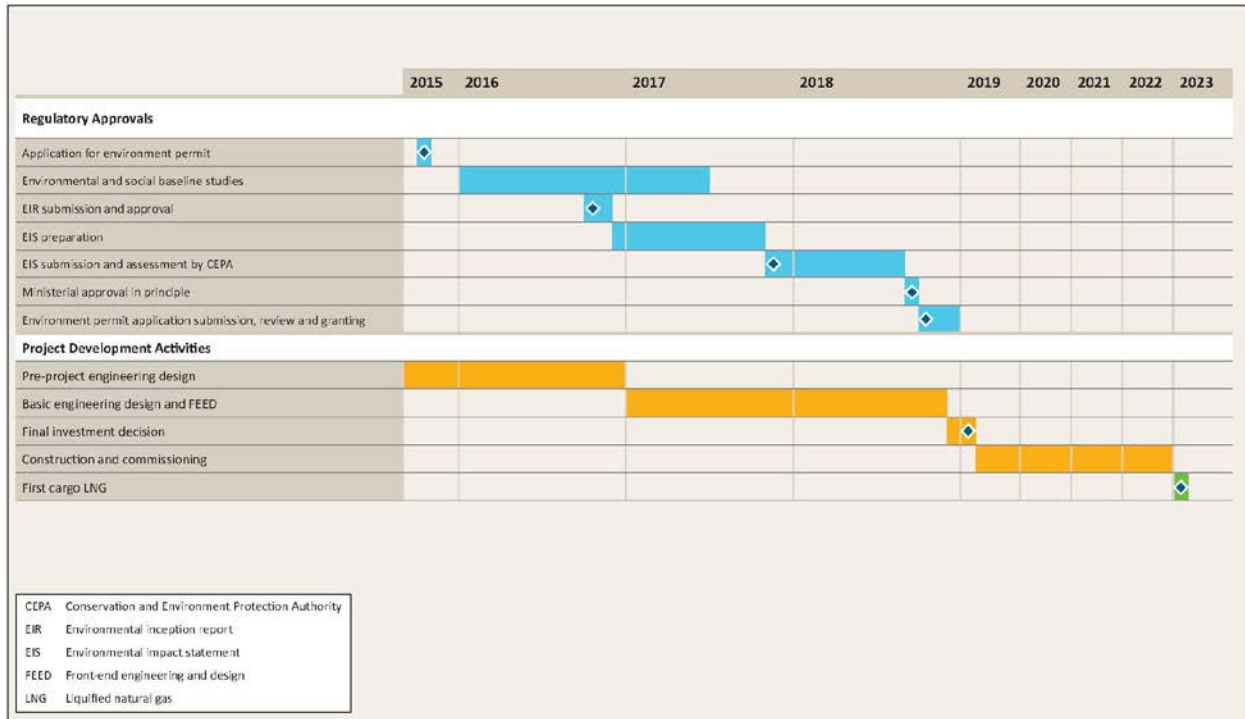 2015 2016 2017 2018 2019 2020 2021 2022 2023
Regulatory Approvals
Application for environment permit
Environmental and social baseline studies
EIR submission and approval
EIS preparation
EIS submission and assessment by CEPA
Ministerial approval in principle
Environment permit application submission, review and granting
Project Development Activities
Pre-project engineering design
Basic engineering design and FEED
Final investment decision
Construction and commissioning
First cargo LNG
CEPA Conservation and Environment Protection Authority
EIR Environmental inception report
EIS Environmental impact statement
FEED Front-end engineering and design
LNG Liquified natural gas